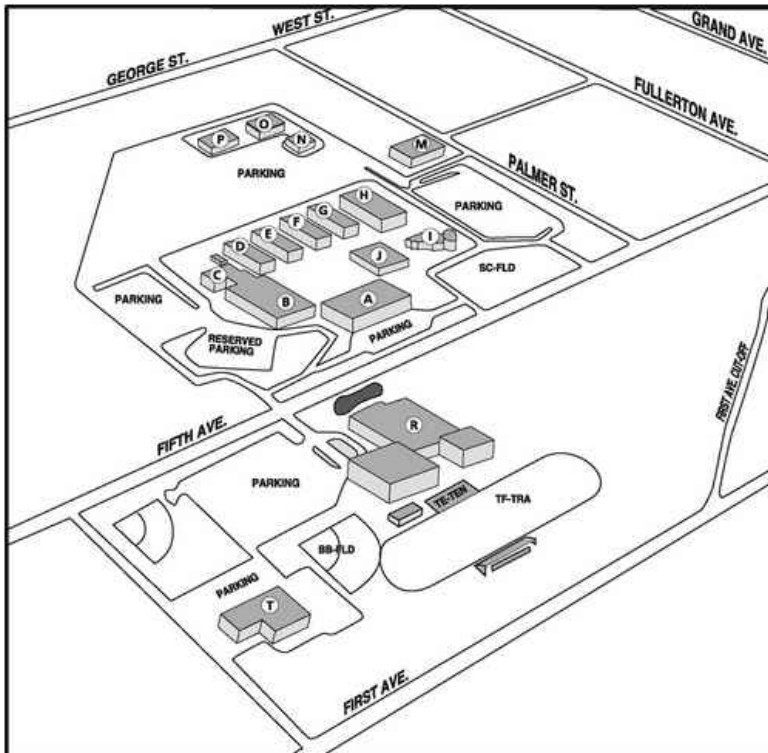 WEST ST.
GRAND AVE.
GEORGE ST.
FULLERTON AVE.
O
P
N
M
PARKING
PALMER ST.
H
PARKING
G
F
E
I
D
J
C
SC-FLD
B
A
PARKING
PARKING
RESERVED
PARKING
FIRST AVE. CUT-OFF
FIFTH AVE.
R
PARKING
TE-TEN
TF-TRA
BB-FLD
PARKING
T
FIRST AVE.